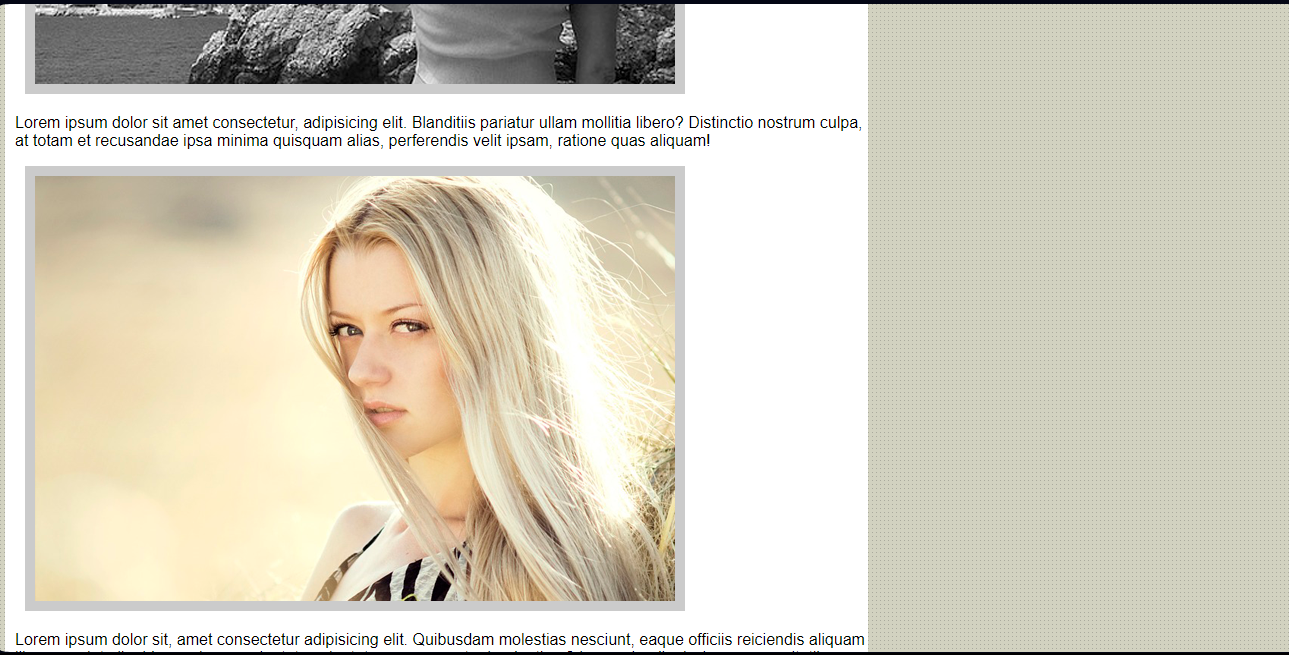 Lorem ipsum dolor sit amet consectetur, adipisicing elit. Blanditiis pariatur ullam mollitia libero? Distinctio nostrum culpa,
at totam et recusandae ipsa minima quisquam alias, perferendis velit ipsam, ratione quas aliquam!
Lorem ipsum dolor sit, amet consectetur adipisicing elit. Quibusdam molestias nesciunt, eaque officiis reiciendis aliquam